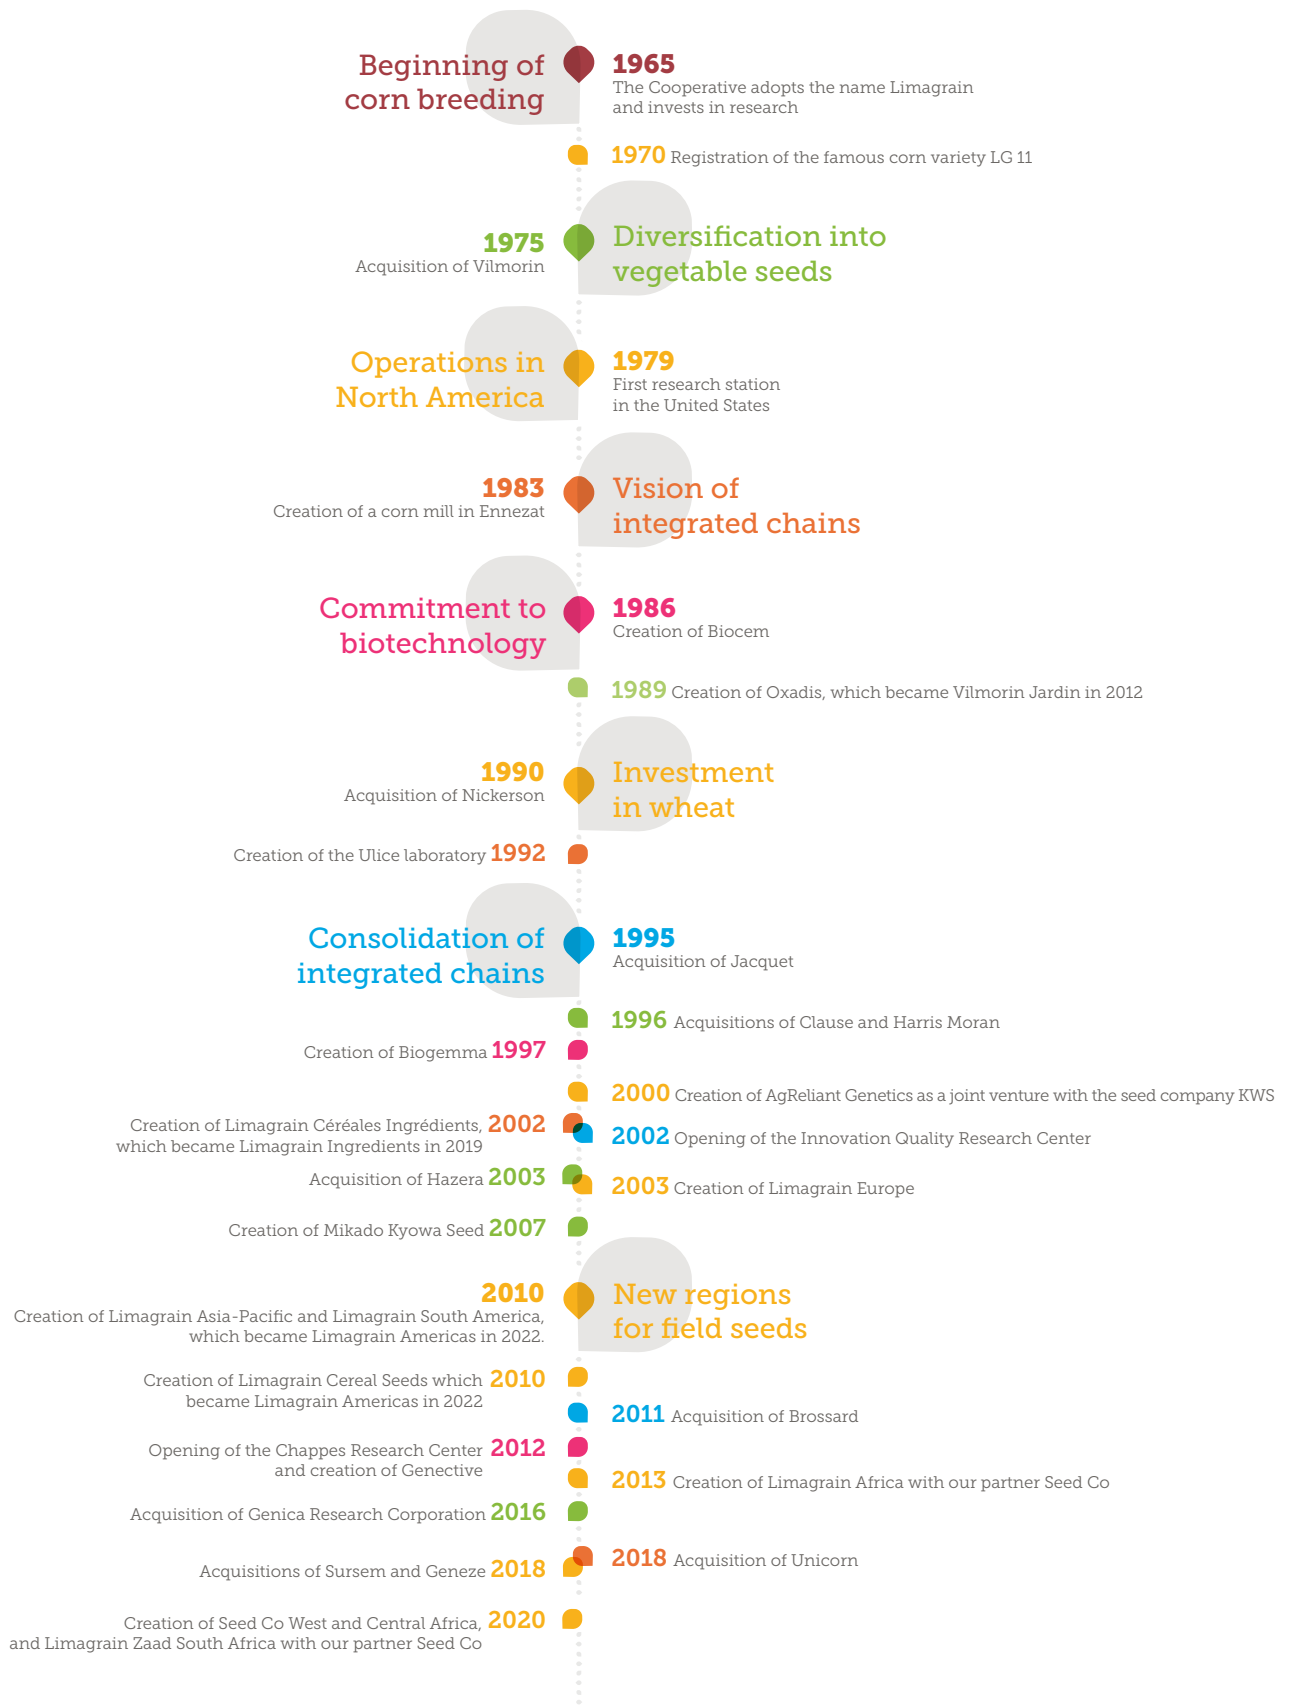 Beginning of
corn breeding
1965
The Cooperative adopts the name Limagrain
and invests in research
1970 Registration of the famous corn variety LG 11
1975
Acquisition of Vilmorin
Diversification into
vegetable seeds
Operations in
North America
1979
First research station
in the United States
1983
Creation of a corn mill in Ennezat
Vision of
integrated chains
Commitment to
biotechnology
1986
Creation of Biocem
1989 Creation of Oxadis, which became Vilmorin Jardin in 2012
1990
Acquisition of Nickerson
Investment
in wheat
Creation of the Ulice laboratory 1992
Consolidation of
integrated chains
1995
Acquisition of Jacquet
1996 Acquisitions of Clause and Harris Moran
Creation of Biogemma 1997
2000 Creation of AgReliant Genetics as a joint venture with the seed company KWS
Creation of Limagrain Céréales Ingrédients, 2002
which became Limagrain Ingredients in 2019
2002 Opening of the Innovation Quality Research Center
Acquisition of Hazera 2003
2003 Creation of Limagrain Europe
Creation of Mikado Kyowa Seed 2007
2010
Creation of Limagrain Asia-Pacific and Limagrain South America,
which became Limagrain Americas in 2022.
New regions
for field seeds
Creation of Limagrain Cereal Seeds which 2010
became Limagrain Americas in 2022
2011 Acquisition of Brossard
Opening of the Chappes Research Center 2012
and creation of Genective
2013 Creation of Limagrain Africa with our partner Seed Co
Acquisition of Genica Research Corporation 2016
2018 Acquisition of Unicorn
Acquisitions of Sursem and Geneze 2018
Creation of Seed Co West and Central Africa, 2020
and Limagrain Zaad South Africa with our partner Seed Co